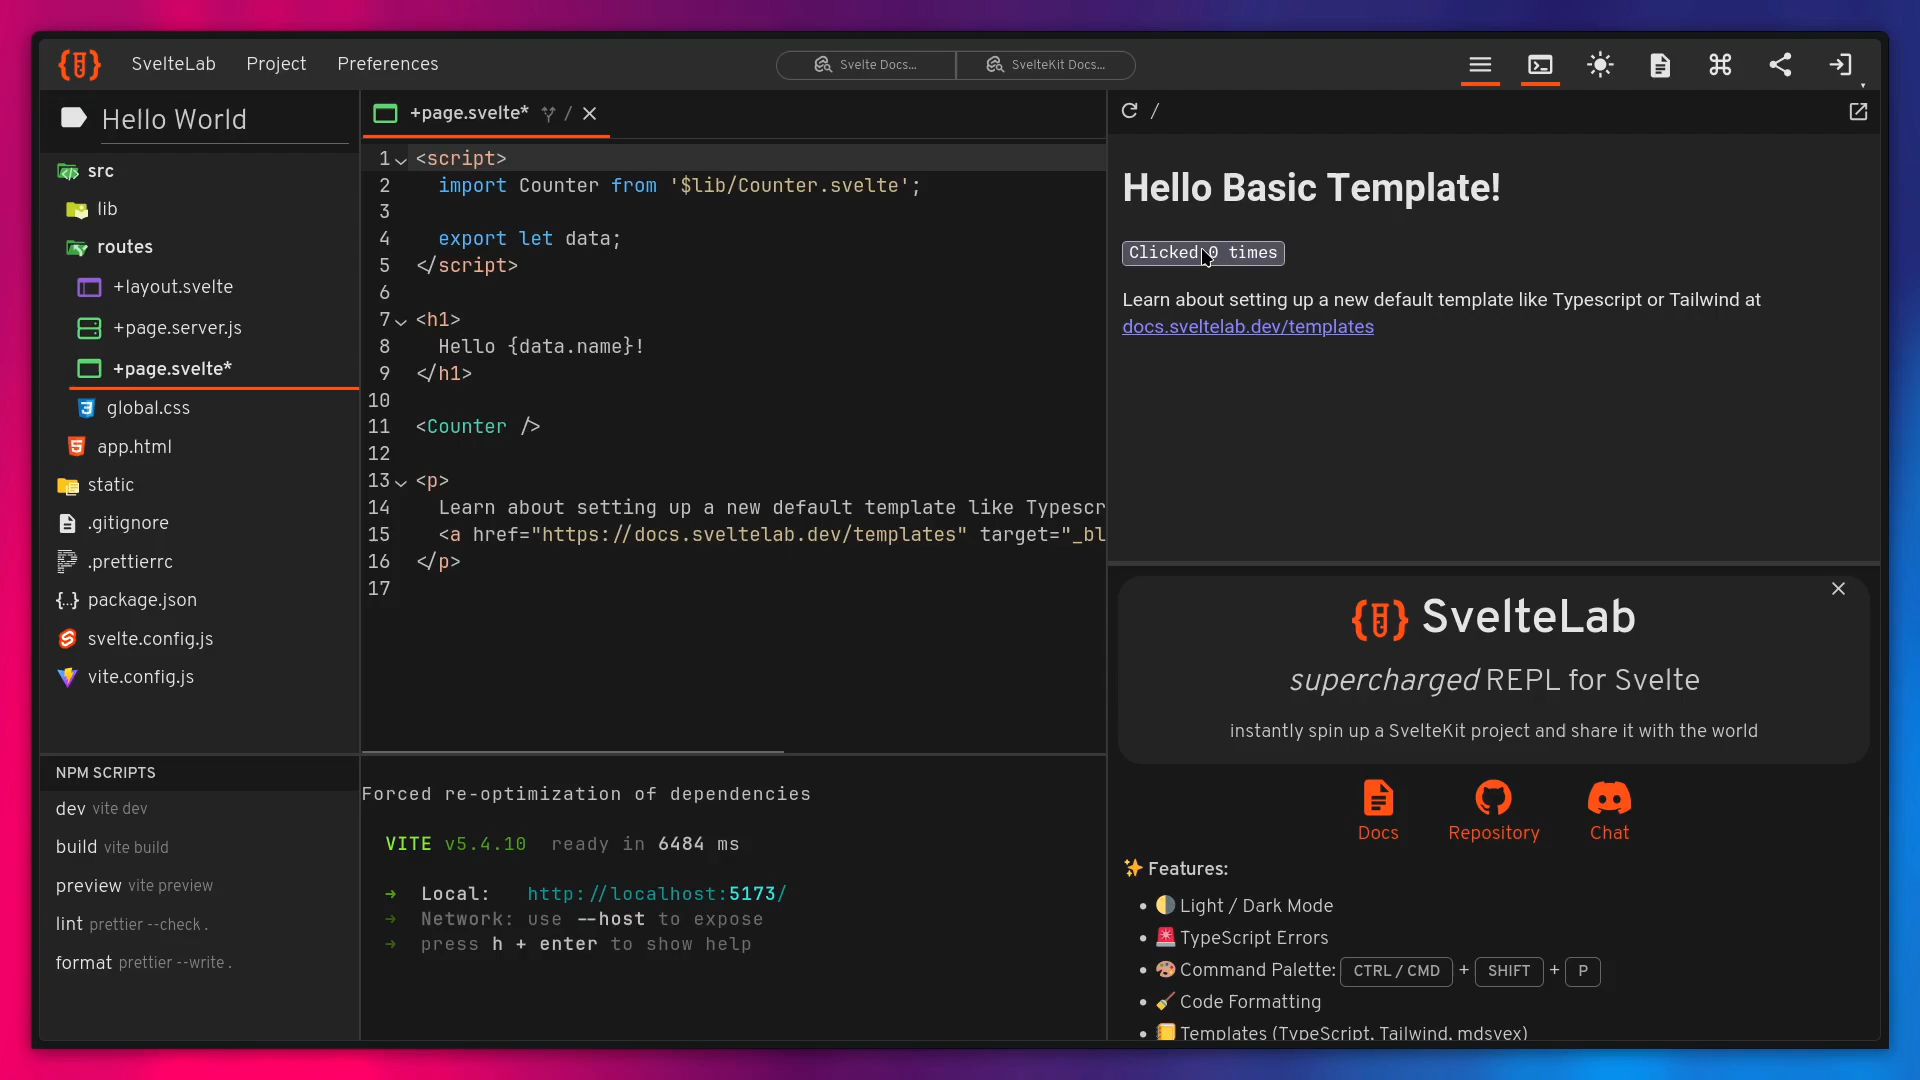 SvelteLab Project Preferences
Svelte Docs... SvelteKit Docs...
Hello World
src
lib
routes
+layout.svelte
+page.server.js
+page.svelte*
global.css
app.html
static
.gitignore
.prettierrc
package.json
svelte.config.js
vite.config.js
NPM SCRIPTS
dev vite dev
build vite build
preview vite preview
lint prettier --check .
format prettier --write .
+page.svelte* /
1 <script>
2 import Counter from '$lib/Counter.svelte';
3
4 export let data;
5 </script>
6
7 <h1>
8 Hello {data.name}!
9 </h1>
10
11 <Counter />
12
13 <p>
14 Learn about setting up a new default template like Typescr
15 <a href="https://docs.sveltelab.dev/templates" target="_bl
16 </p>
17
Forced re-optimization of dependencies
VITE v5.4.10 ready in 6484 ms
→ Local: http://localhost:5173/
→ Network: use --host to expose
→ press h + enter to show help
/
Hello Basic Template!
Clicked 0 times
Learn about setting up a new default template like Typescript or Tailwind at
docs.sveltelab.dev/templates
SvelteLab
supercharged REPL for Svelte
instantly spin up a SvelteKit project and share it with the world
Docs Repository Chat
✨ Features:
• 🌗 Light / Dark Mode
• 🚨 TypeScript Errors
• 🎨 Command Palette: CTRL / CMD + SHIFT + P
• 🧹 Code Formatting
• 📒 Templates (TypeScript, Tailwind, mdsvex)